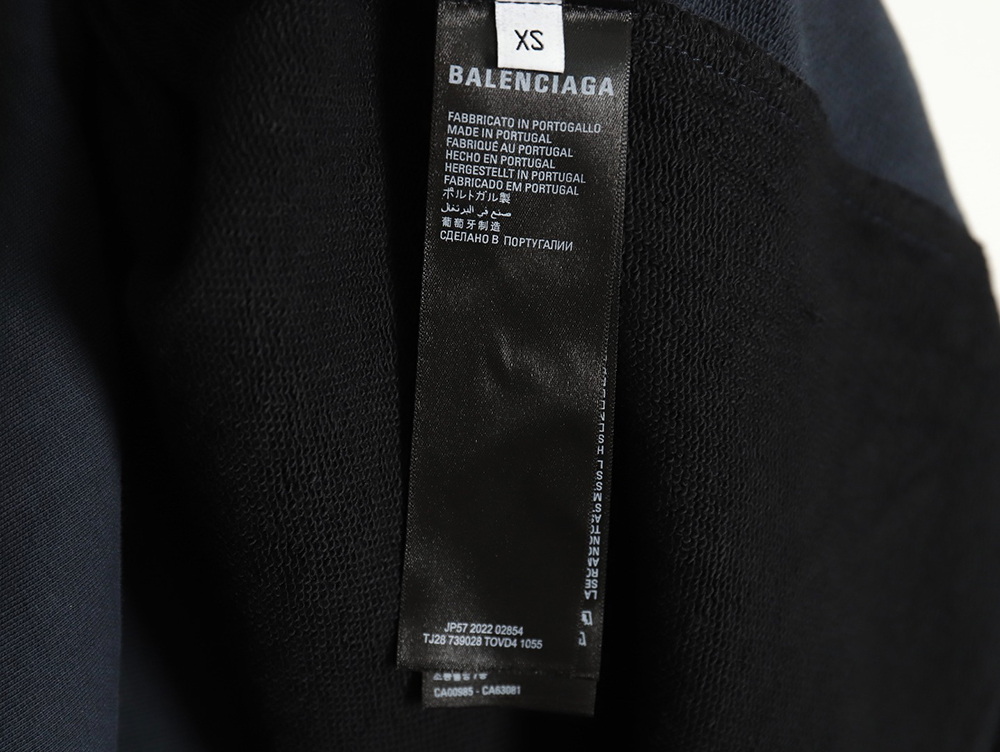 XS
BALENCIAGA
FABBRICATO IN PORTOGALLO
MADE IN PORTUGAL
FABRIQUÉ AU PORTUGAL
HECHO EN PORTUGAL
HERGESTELLT IN PORTUGAL
FABRICADO EM PORTUGAL
ポルトガル製
صنع في البرتغال
葡萄牙制造
СДЕЛАНО В ПОРТУГАЛИИ
JP57 2022 02854
TJ28 739028 TOVD4 1055
CA00985 - CA63081